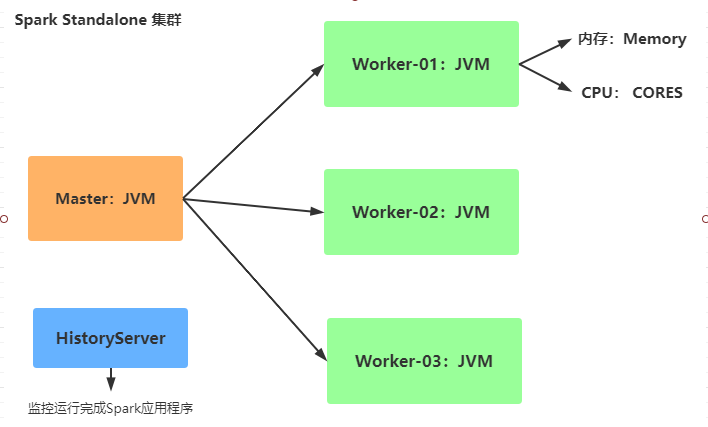 Spark Standalone 集群
Worker-01：JVM
内存：Memory
CPU： CORES
Master：JVM
Worker-02：JVM
HistoryServer
Worker-03：JVM
监控运行完成Spark应用程序